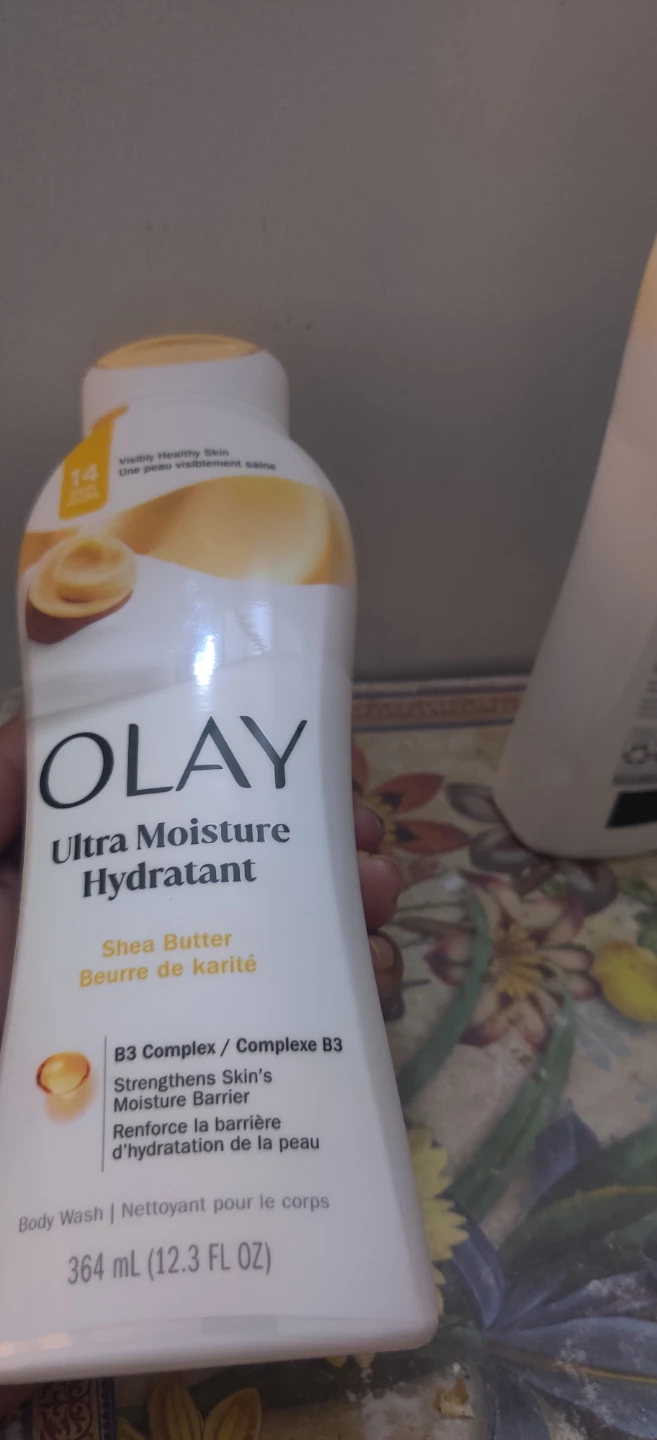 14
Visibly Healthy Skin
Une peau visiblement saine
OLAY
Ultra Moisture
Hydratant
Shea Butter
Beurre de karité
B3 Complex / Complexe B3
Strengthens Skin's
Moisture Barrier
Renforce la barrière
d'hydratation de la peau
Body Wash | Nettoyant pour le corps
364 mL (12.3 FL OZ)